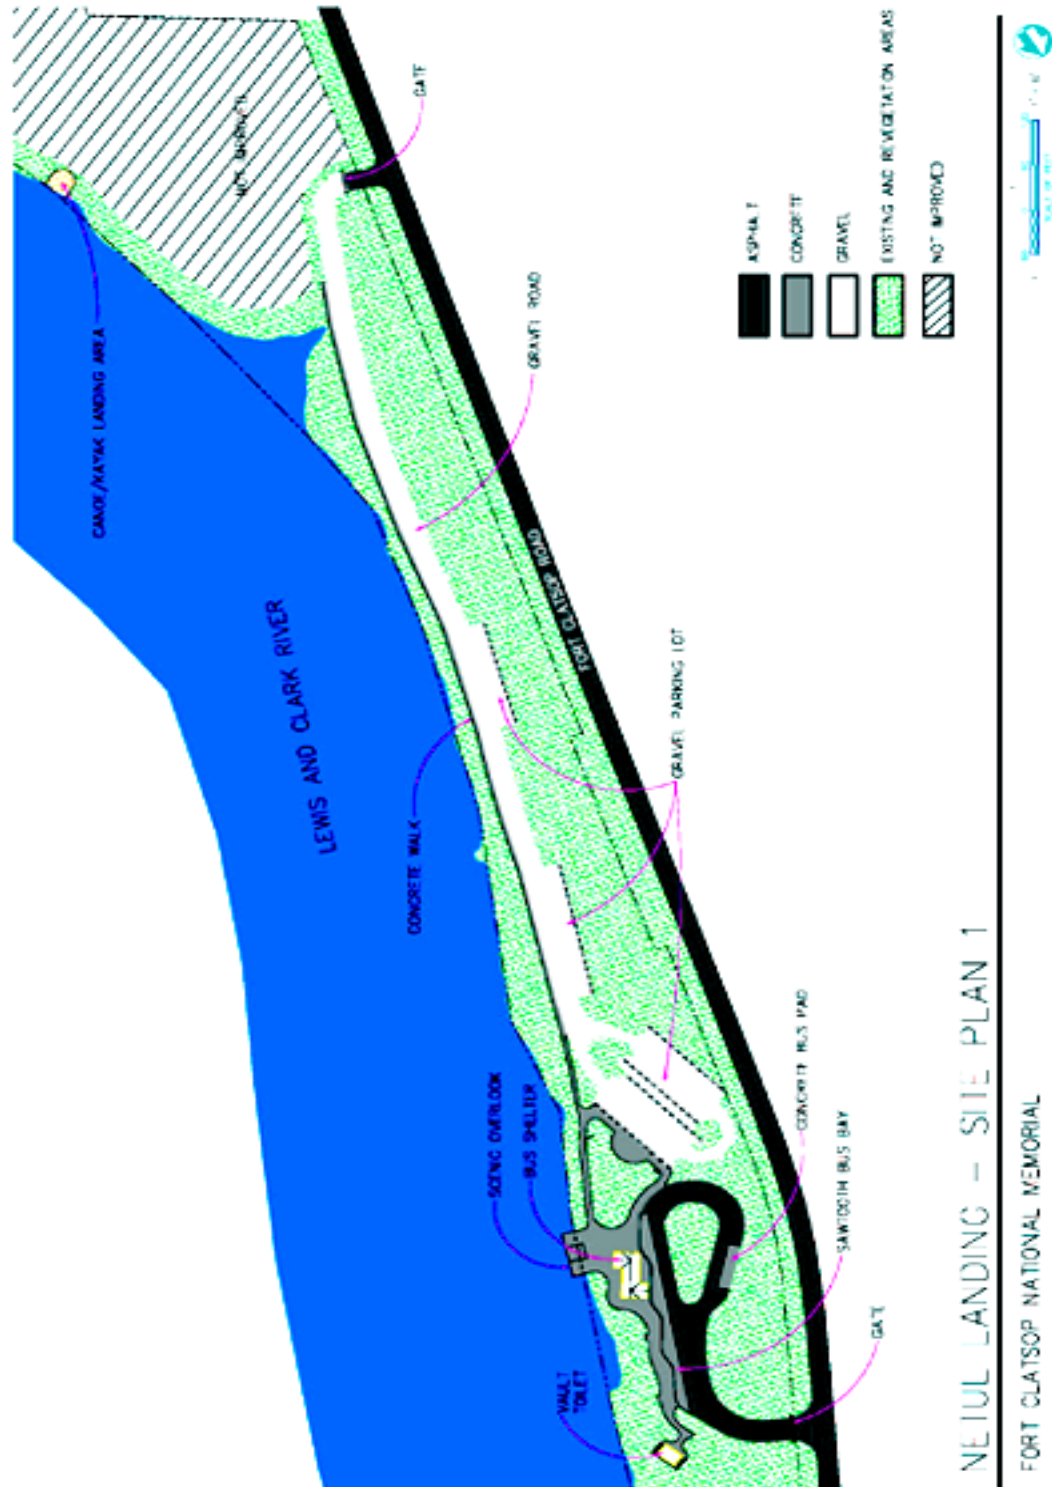 VAULT
TOILET
SCENIC OVERLOOK
BUS SHELTER
CONCRETE WALK
LEWIS AND CLARK RIVER
CANOE/KAYAK LANDING AREA
NOT IMPROVED
GATE
GRAVEL ROAD
FORT CLATSOP ROAD
GRAVEL PARKING LOT
CONCRETE BUS PAD
SAWTOOTH BUS BAY
GATE
ASPHALT
CONCRETE
GRAVEL
EXISTING AND REVEGETATION AREAS
NOT IMPROVED
NETUL LANDING - SITE PLAN 1
FORT CLATSOP NATIONAL MEMORIAL